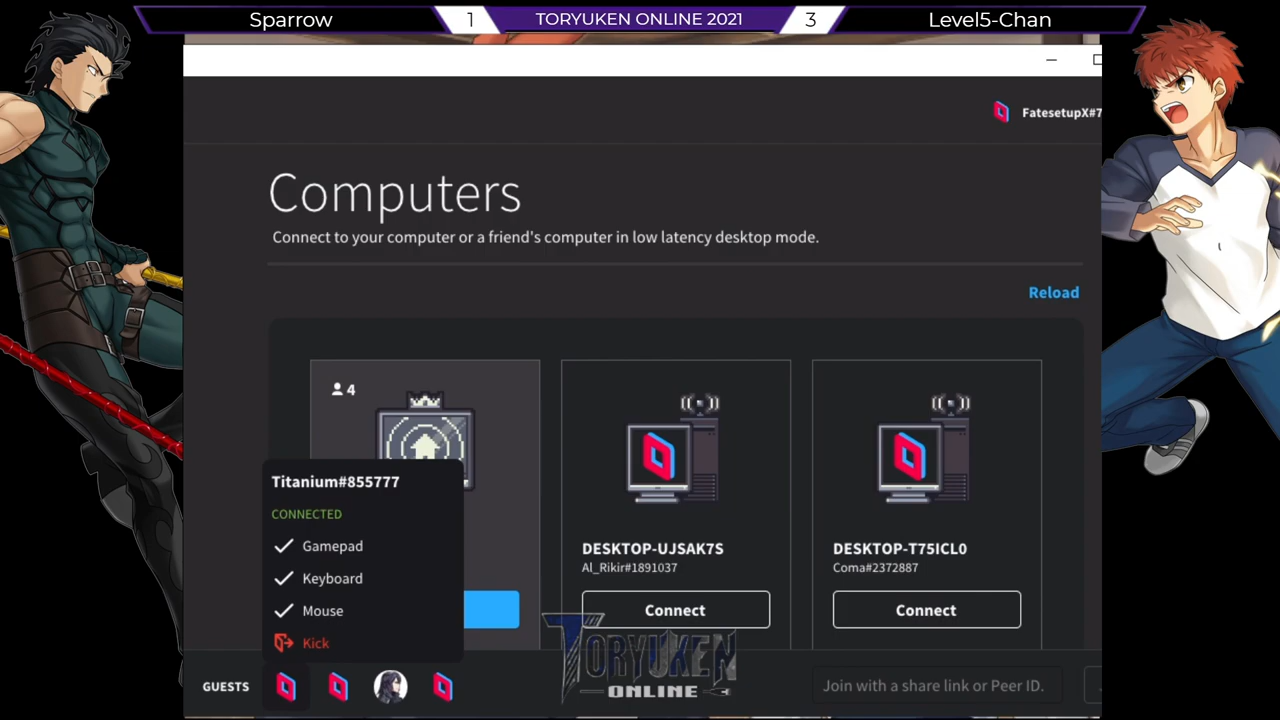 Sparrow 1 TORYUKEN ONLINE 2021 3 Level5-Chan
FatesetupX#7
Computers
Connect to your computer or a friend's computer in low latency desktop mode.
Reload
4
Titanium#855777
CONNECTED
Gamepad
Keyboard
Mouse
Kick
DESKTOP-UJSAK7S
Al_Rikir#1891037
Connect
DESKTOP-T75ICL0
Coma#2372887
Connect
TORYUKEN
ONLINE
GUESTS
Join with a share link or Peer ID.